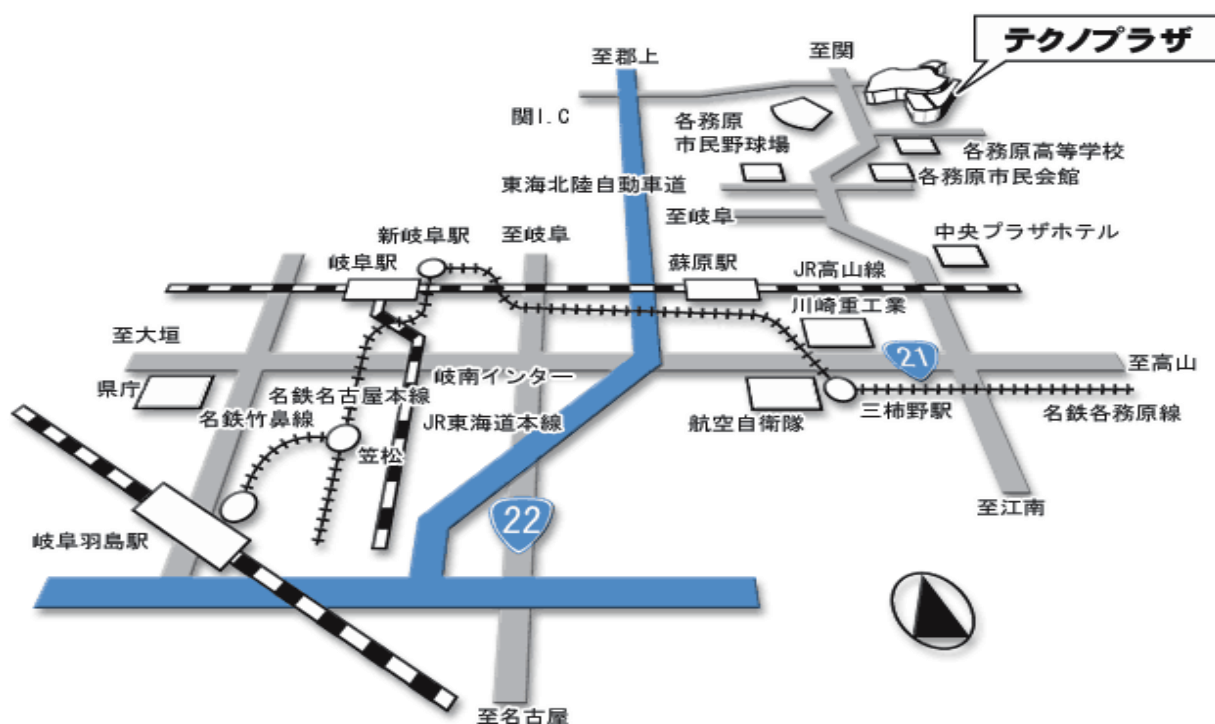 テクノプラザ
至郡上
至関
関I.C
各務原
市民野球場
各務原高等学校
各務原市民会館
東海北陸自動車道
至岐阜
中央プラザホテル
新岐阜駅
至岐阜
岐阜駅
蘇原駅
JR高山線
川崎重工業
至大垣
21
至高山
県庁
岐南インター
名鉄名古屋本線
航空自衛隊
三柿野駅
名鉄各務原線
名鉄竹鼻線
JR東海道本線
笠松
至江南
22
岐阜羽島駅
至名古屋